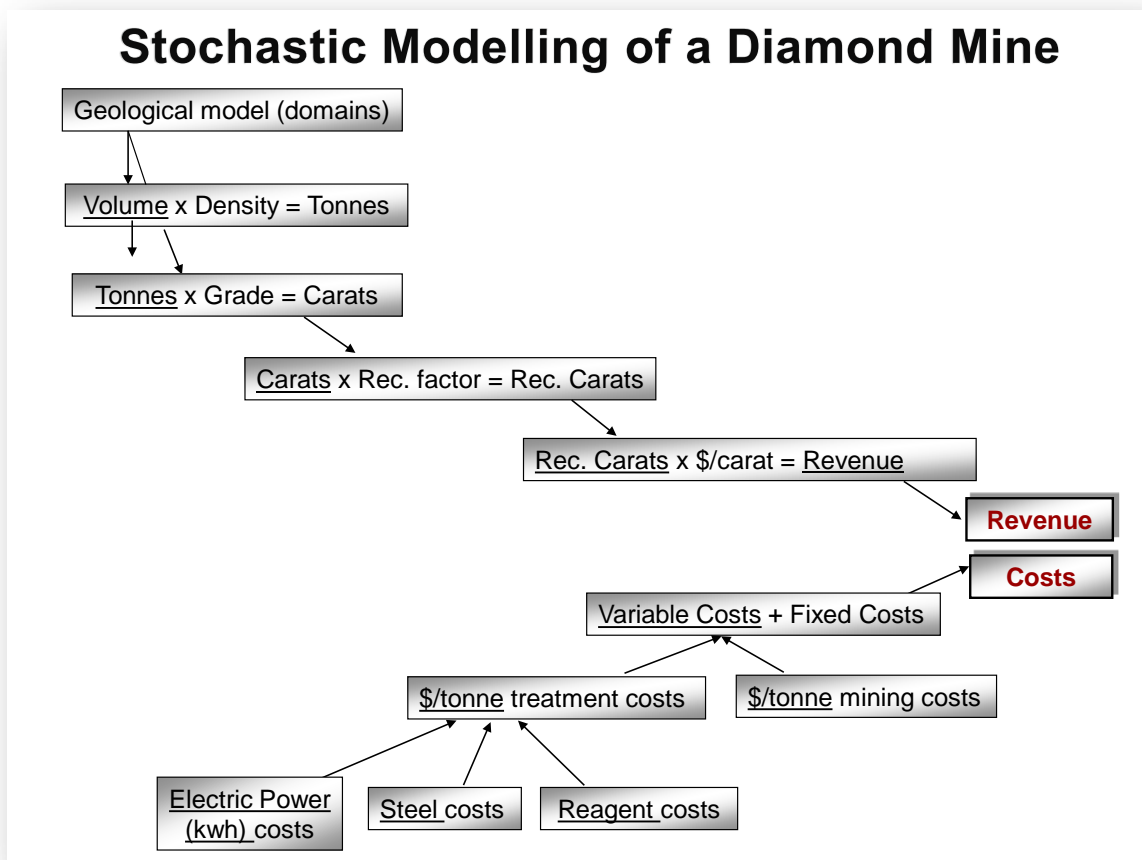 Stochastic Modelling of a Diamond Mine
Geological model (domains)
Volume x Density = Tonnes
Tonnes x Grade = Carats
Carats x Rec. factor = Rec. Carats
Rec. Carats x $/carat = Revenue
Revenue
Costs
Variable Costs + Fixed Costs
$/tonne treatment costs
$/tonne mining costs
Electric Power
(kwh) costs
Steel costs
Reagent costs